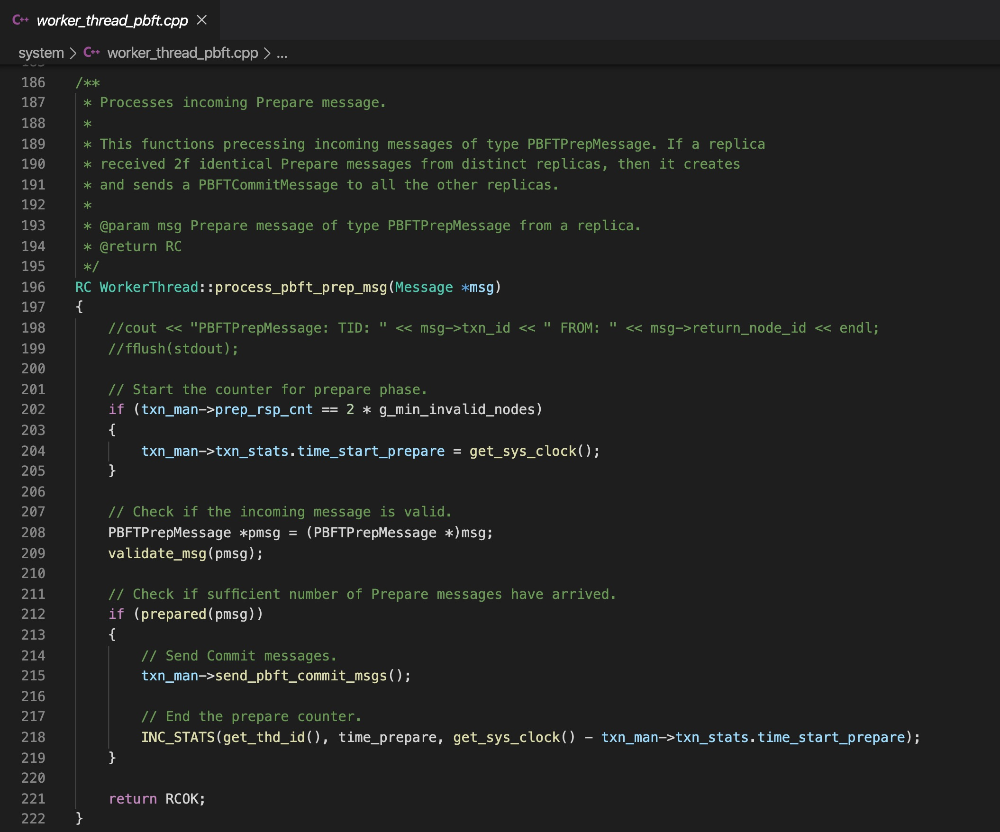 C++ worker_thread_pbft.cpp ×
system > C++ worker_thread_pbft.cpp > ...
186 /**
187  * Processes incoming Prepare message.
188  *
189  * This functions precessing incoming messages of type PBFTPrepMessage. If a replica
190  * received 2f identical Prepare messages from distinct replicas, then it creates
191  * and sends a PBFTCommitMessage to all the other replicas.
192  *
193  * @param msg Prepare message of type PBFTPrepMessage from a replica.
194  * @return RC
195  */
196 RC WorkerThread::process_pbft_prep_msg(Message *msg)
197 {
198     //cout << "PBFTPrepMessage: TID: " << msg->txn_id << " FROM: " << msg->return_node_id << endl;
199     //fflush(stdout);
200
201     // Start the counter for prepare phase.
202     if (txn_man->prep_rsp_cnt == 2 * g_min_invalid_nodes)
203     {
204         txn_man->txn_stats.time_start_prepare = get_sys_clock();
205     }
206
207     // Check if the incoming message is valid.
208     PBFTPrepMessage *pmsg = (PBFTPrepMessage *)msg;
209     validate_msg(pmsg);
210
211     // Check if sufficient number of Prepare messages have arrived.
212     if (prepared(pmsg))
213     {
214         // Send Commit messages.
215         txn_man->send_pbft_commit_msgs();
216
217         // End the prepare counter.
218         INC_STATS(get_thd_id(), time_prepare, get_sys_clock() - txn_man->txn_stats.time_start_prepare);
219     }
220
221     return RCOK;
222 }